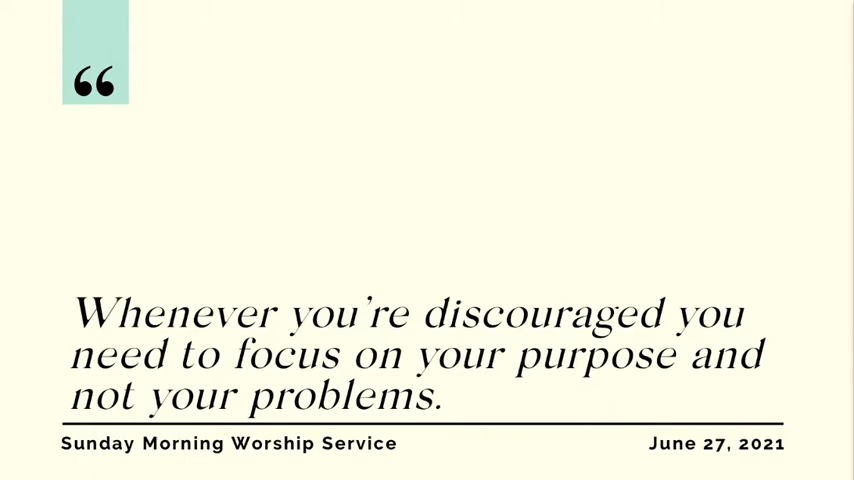 “
Whenever you’re discouraged you
need to focus on your purpose and
not your problems.
Sunday Morning Worship Service
June 27, 2021